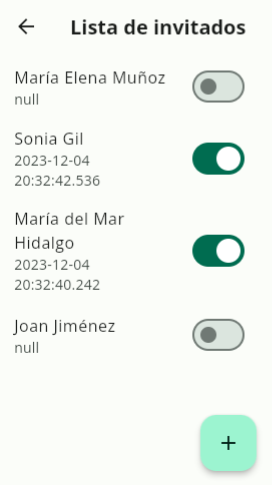 Lista de invitados
María Elena Muñoz
null
Sonia Gil
2023-12-04
20:32:42.536
María del Mar
Hidalgo
2023-12-04
20:32:40.242
Joan Jiménez
null
+